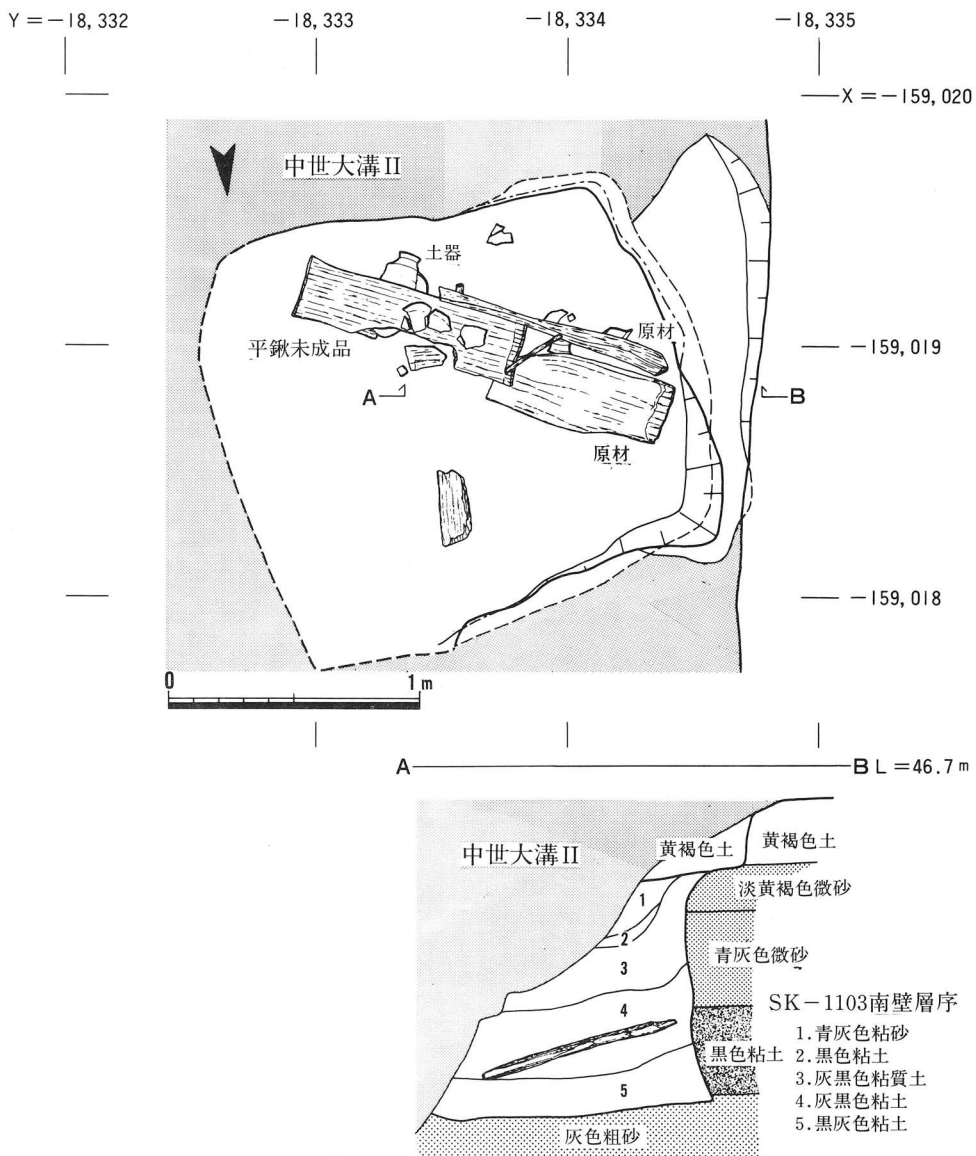 Y=-18,332 -18,333 -18,334 -18,335
X=-159,020
中世大溝II
土器
原材
平鍬未成品
-159,019
A B
原材
-159,018
0 1m
A B L=46.7m
中世大溝II
黄褐色土 黄褐色土
淡黄褐色微砂
1
2
青灰色微砂
3
4
SK-1103南壁層序
1.青灰色粘砂
黒色粘土
2.黒色粘土
3.灰黒色粘質土
5
4.灰黒色粘土
5.黒灰色粘土
灰色粗砂